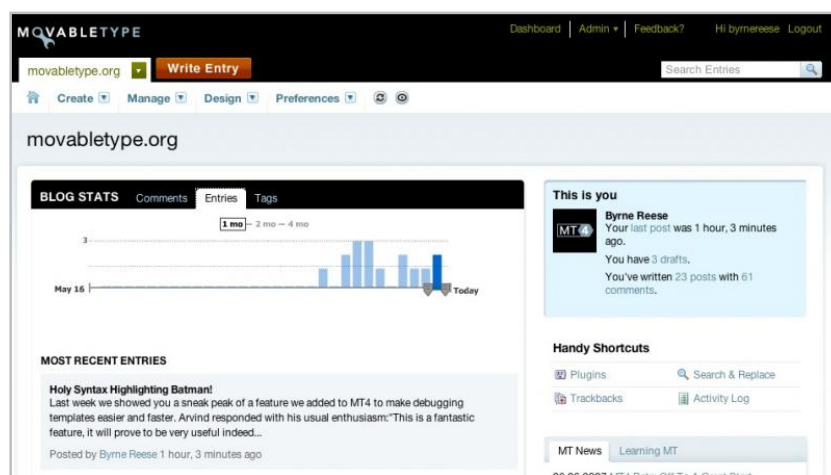 MOVABLETYPE
Dashboard Admin Feedback? Hi byrnereese Logout
movabletype.org Write Entry Search Entries
Create Manage Design Preferences
movabletype.org
BLOG STATS Comments Entries Tags
1 mo – 2 mo – 4 mo
3
May 16 Today
MOST RECENT ENTRIES
Holy Syntax Highlighting Batman!
Last week we showed you a sneak peak of a feature we added to MT4 to make debugging
templates easier and faster. Arvind responded with his usual enthusiasm:"This is a fantastic
feature, it will prove to be very useful indeed...
Posted by Byrne Reese 1 hour, 3 minutes ago
This is you
MT4
Byrne Reese
Your last post was 1 hour, 3 minutes
ago.
You have 3 drafts.
You've written 23 posts with 61
comments.
Handy Shortcuts
Plugins Search & Replace
Trackbacks Activity Log
MT News Learning MT